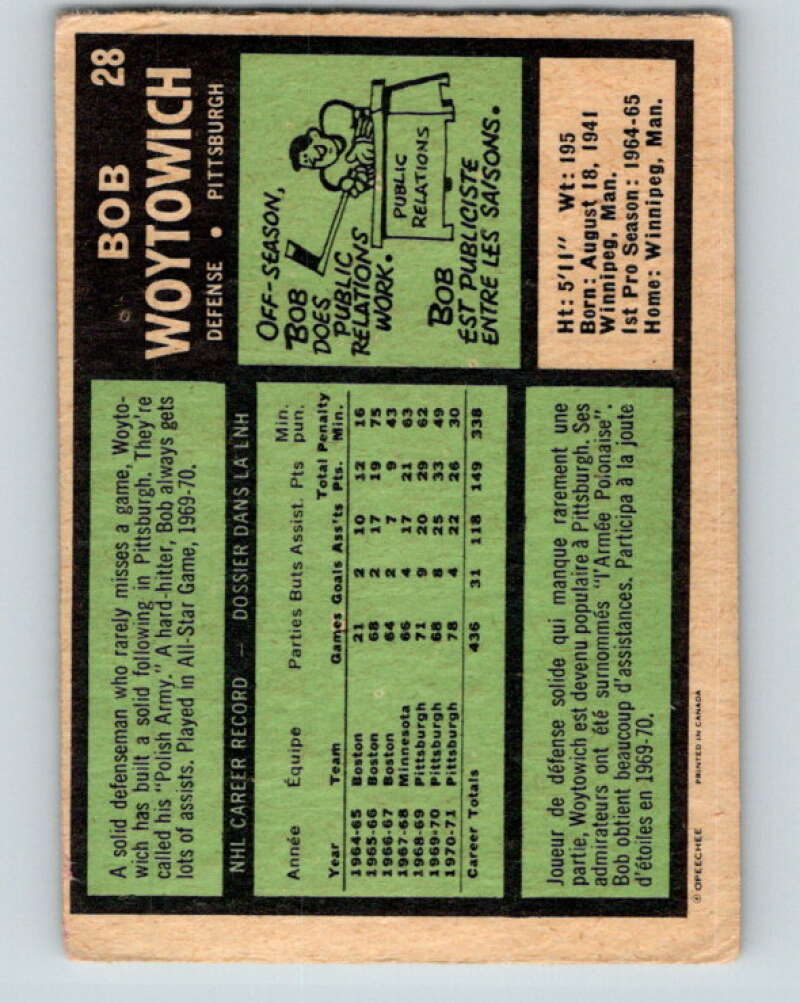 28
BOB
WOYTOWICH
DEFENSE • PITTSBURGH
A solid defenseman who rarely misses a game, Woyto-
wich has built a solid following in Pittsburgh. They're
called his "Polish Army." A hard-hitter, Bob always gets
lots of assists. Played in All-Star Game, 1969-70.
OFF-SEASON,
BOB
DOES
PUBLIC
RELATIONS
WORK.
PUBLIC
RELATIONS
BOB
EST PUBLICISTE
ENTRE LES SAISONS.
NHL CAREER RECORD — DOSSIER DANS LA LNH
Année Équipe Parties Buts Assist. Pts Min. pun.
Year Team Games Goals Ass'ts Total Pts. Penalty Min.
1964-65 Boston 21 2 10 12 16
1965-66 Boston 68 2 17 19 75
1966-67 Boston 64 2 7 9 43
1967-68 Minnesota 66 4 17 21 63
1968-69 Pittsburgh 71 9 20 29 62
1969-70 Pittsburgh 68 8 25 33 49
1970-71 Pittsburgh 78 4 22 26 30
Career Totals 436 31 118 149 338
Ht: 5'11" Wt: 195
Born: August 18, 1941
Winnipeg, Man.
1st Pro Season: 1964-65
Home: Winnipeg, Man.
Joueur de défense solide qui manque rarement une
partie, Woytowich est devenu populaire à Pittsburgh. Ses
admirateurs ont été surnommés "l'Armée Polonaise".
Bob obtient beaucoup d'assistances. Participa à la joute
d'étoiles en 1969-70.
© OPEECHEE PRINTED IN CANADA